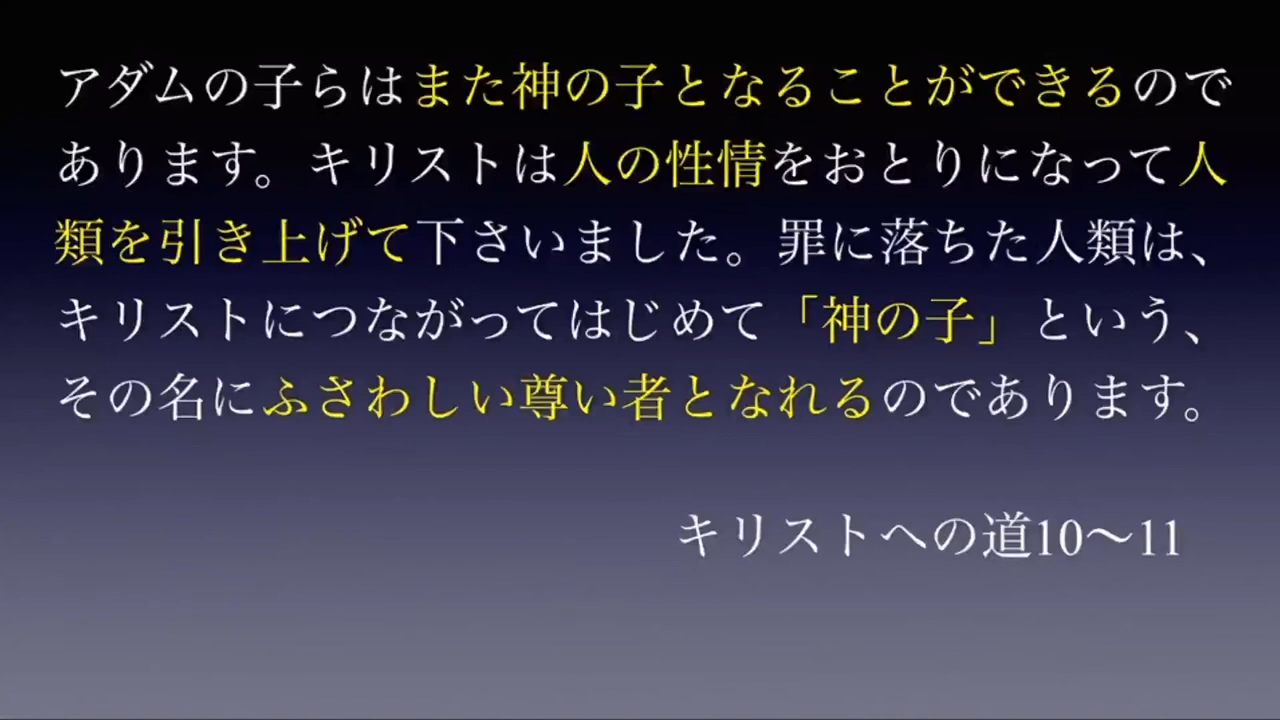 アダムの子らはまた神の子となることができるので
あります。キリストは人の性情をおとりになって人
類を引き上げて下さいました。罪に落ちた人類は、
キリストにつながってはじめて「神の子」という、
その名にふさわしい尊い者となれるのであります。
キリストへの道10〜11